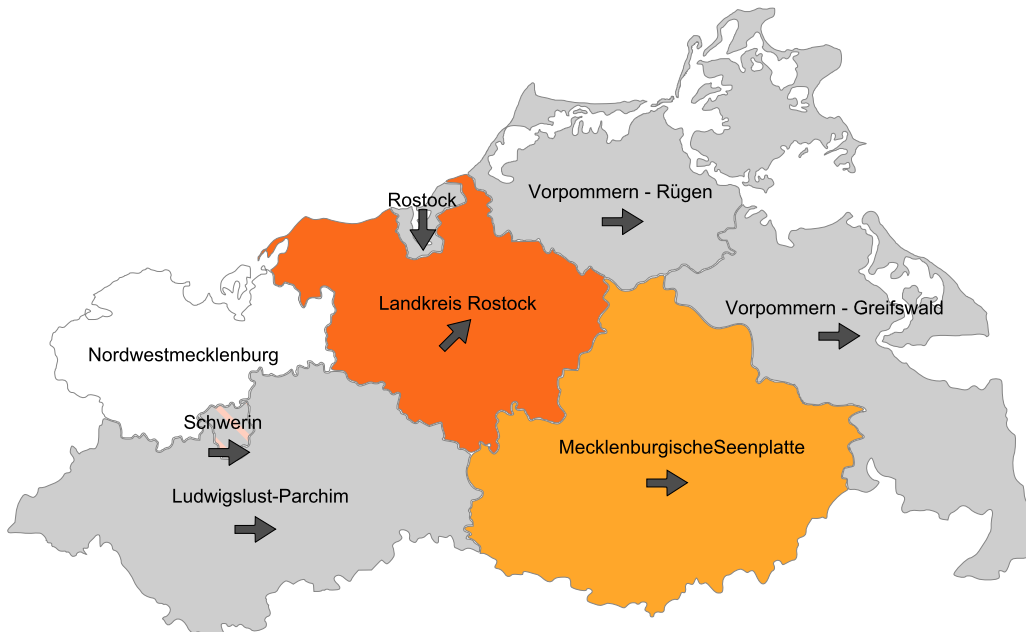 Vorpommern - Rügen
Rostock
Landkreis Rostock
Vorpommern - Greifswald
Nordwestmecklenburg
Schwerin
MecklenburgischeSeenplatte
Ludwigslust-Parchim